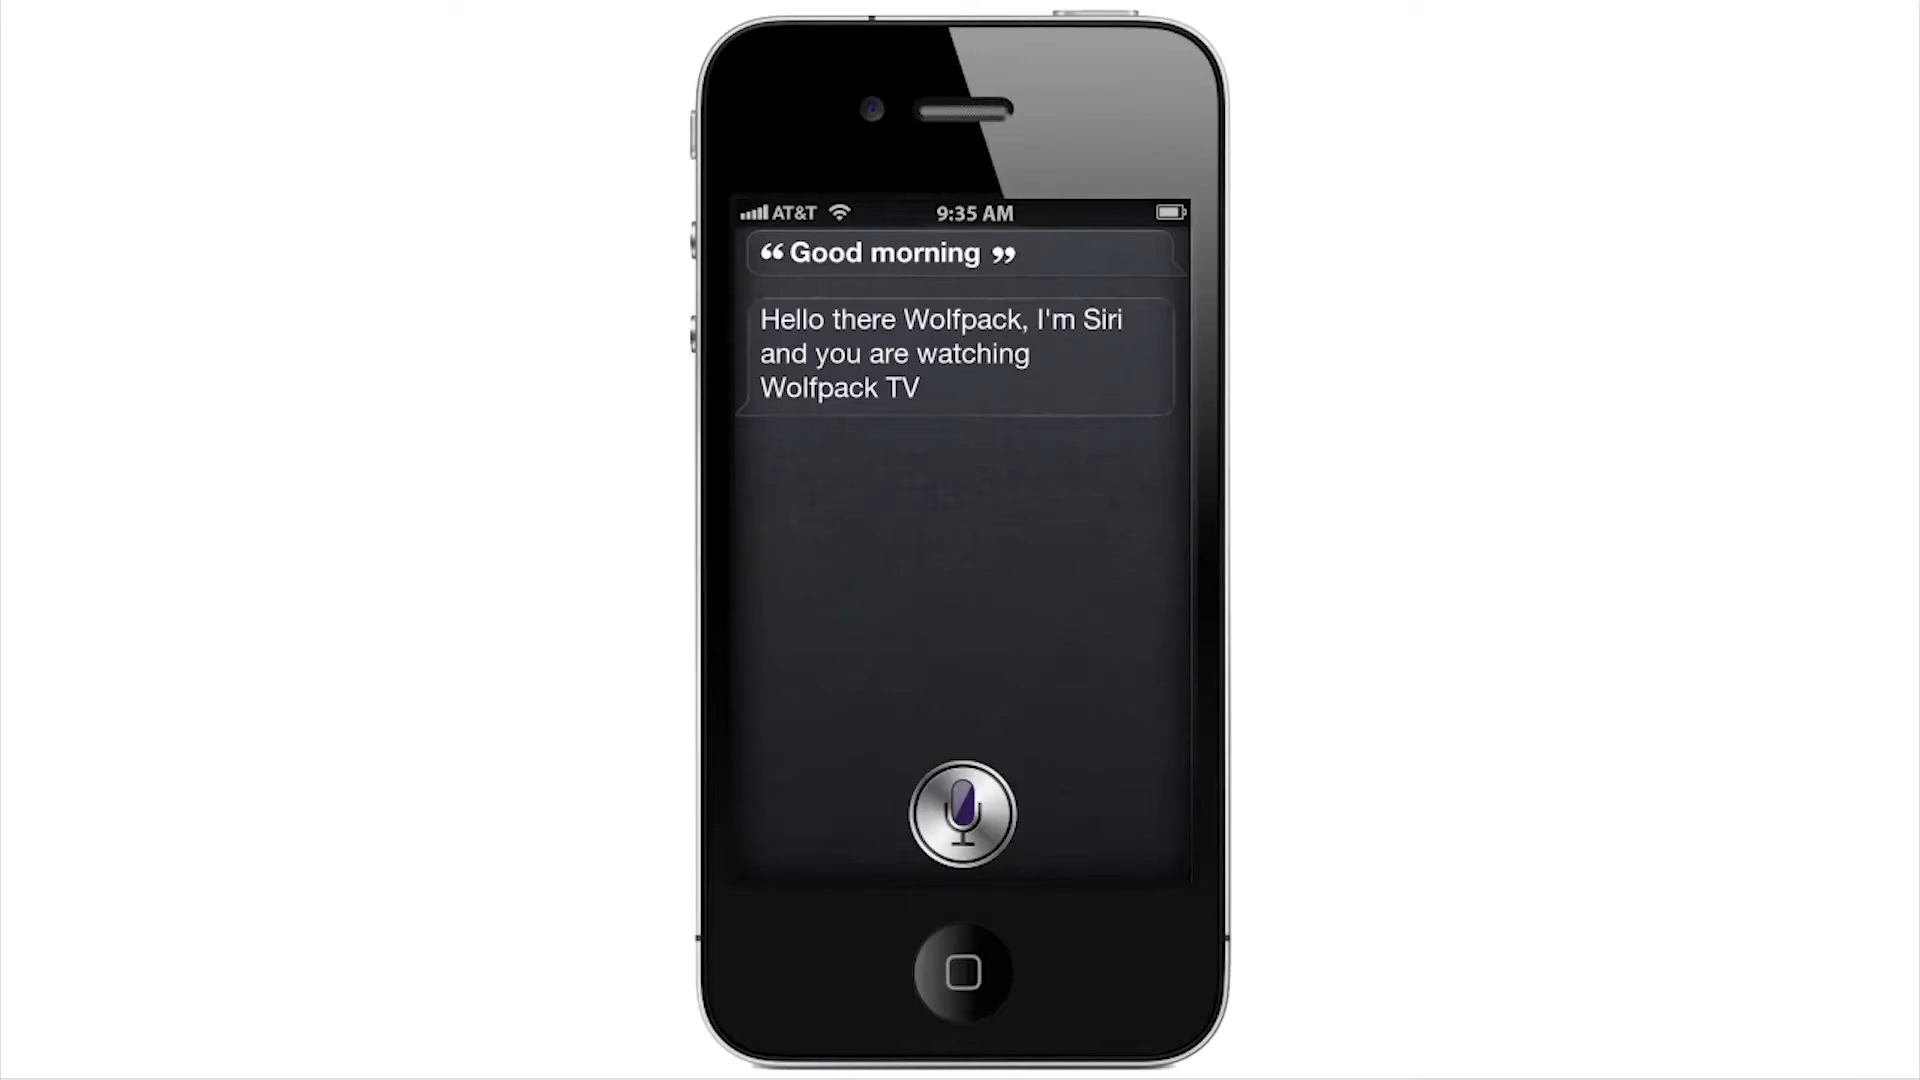 AT&T 9:35 AM
“ Good morning ”
Hello there Wolfpack, I'm Siri
and you are watching
Wolfpack TV